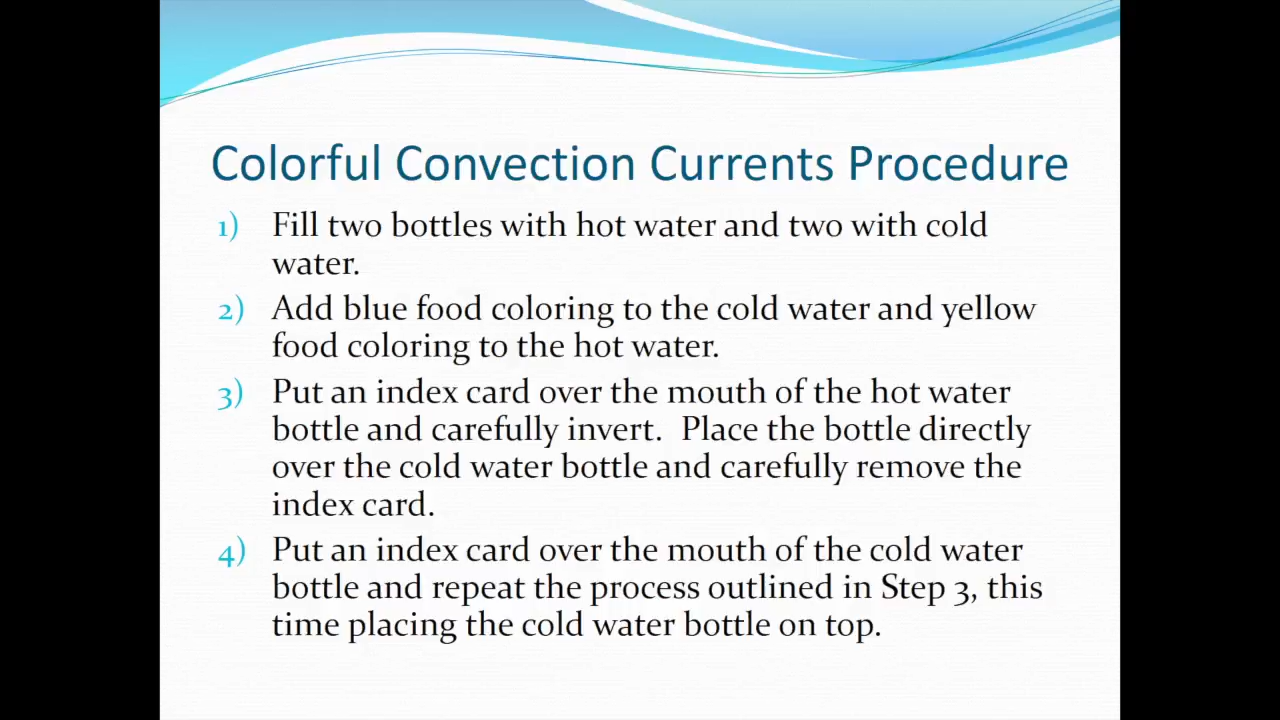 Colorful Convection Currents Procedure
1) Fill two bottles with hot water and two with cold
water.
2) Add blue food coloring to the cold water and yellow
food coloring to the hot water.
3) Put an index card over the mouth of the hot water
bottle and carefully invert.  Place the bottle directly
over the cold water bottle and carefully remove the
index card.
4) Put an index card over the mouth of the cold water
bottle and repeat the process outlined in Step 3, this
time placing the cold water bottle on top.